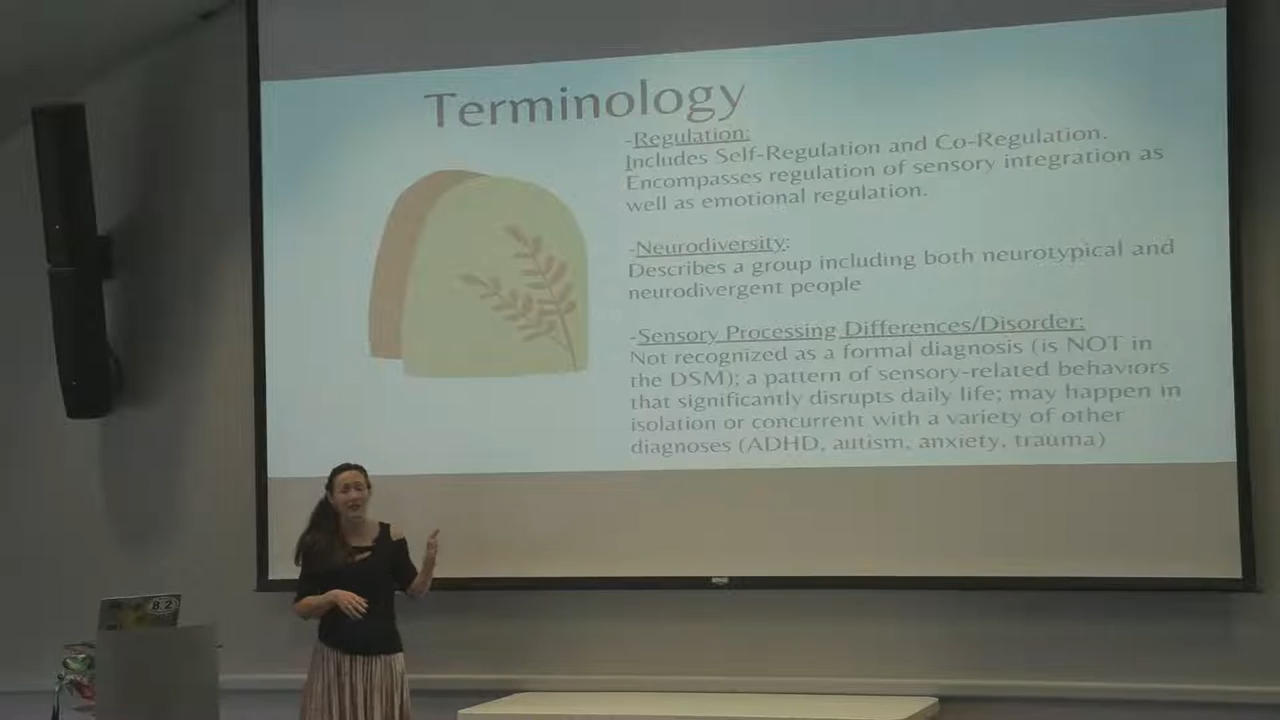 Terminology
-Regulation:
Includes Self-Regulation and Co-Regulation.
Encompasses regulation of sensory integration as
well as emotional regulation.
-Neurodiversity:
Describes a group including both neurotypical and
neurodivergent people
-Sensory Processing Differences/Disorder:
Not recognized as a formal diagnosis (is NOT in
the DSM); a pattern of sensory-related behaviors
that significantly disrupts daily life; may happen in
isolation or concurrent with a variety of other
diagnoses (ADHD, autism, anxiety, trauma)
8.2